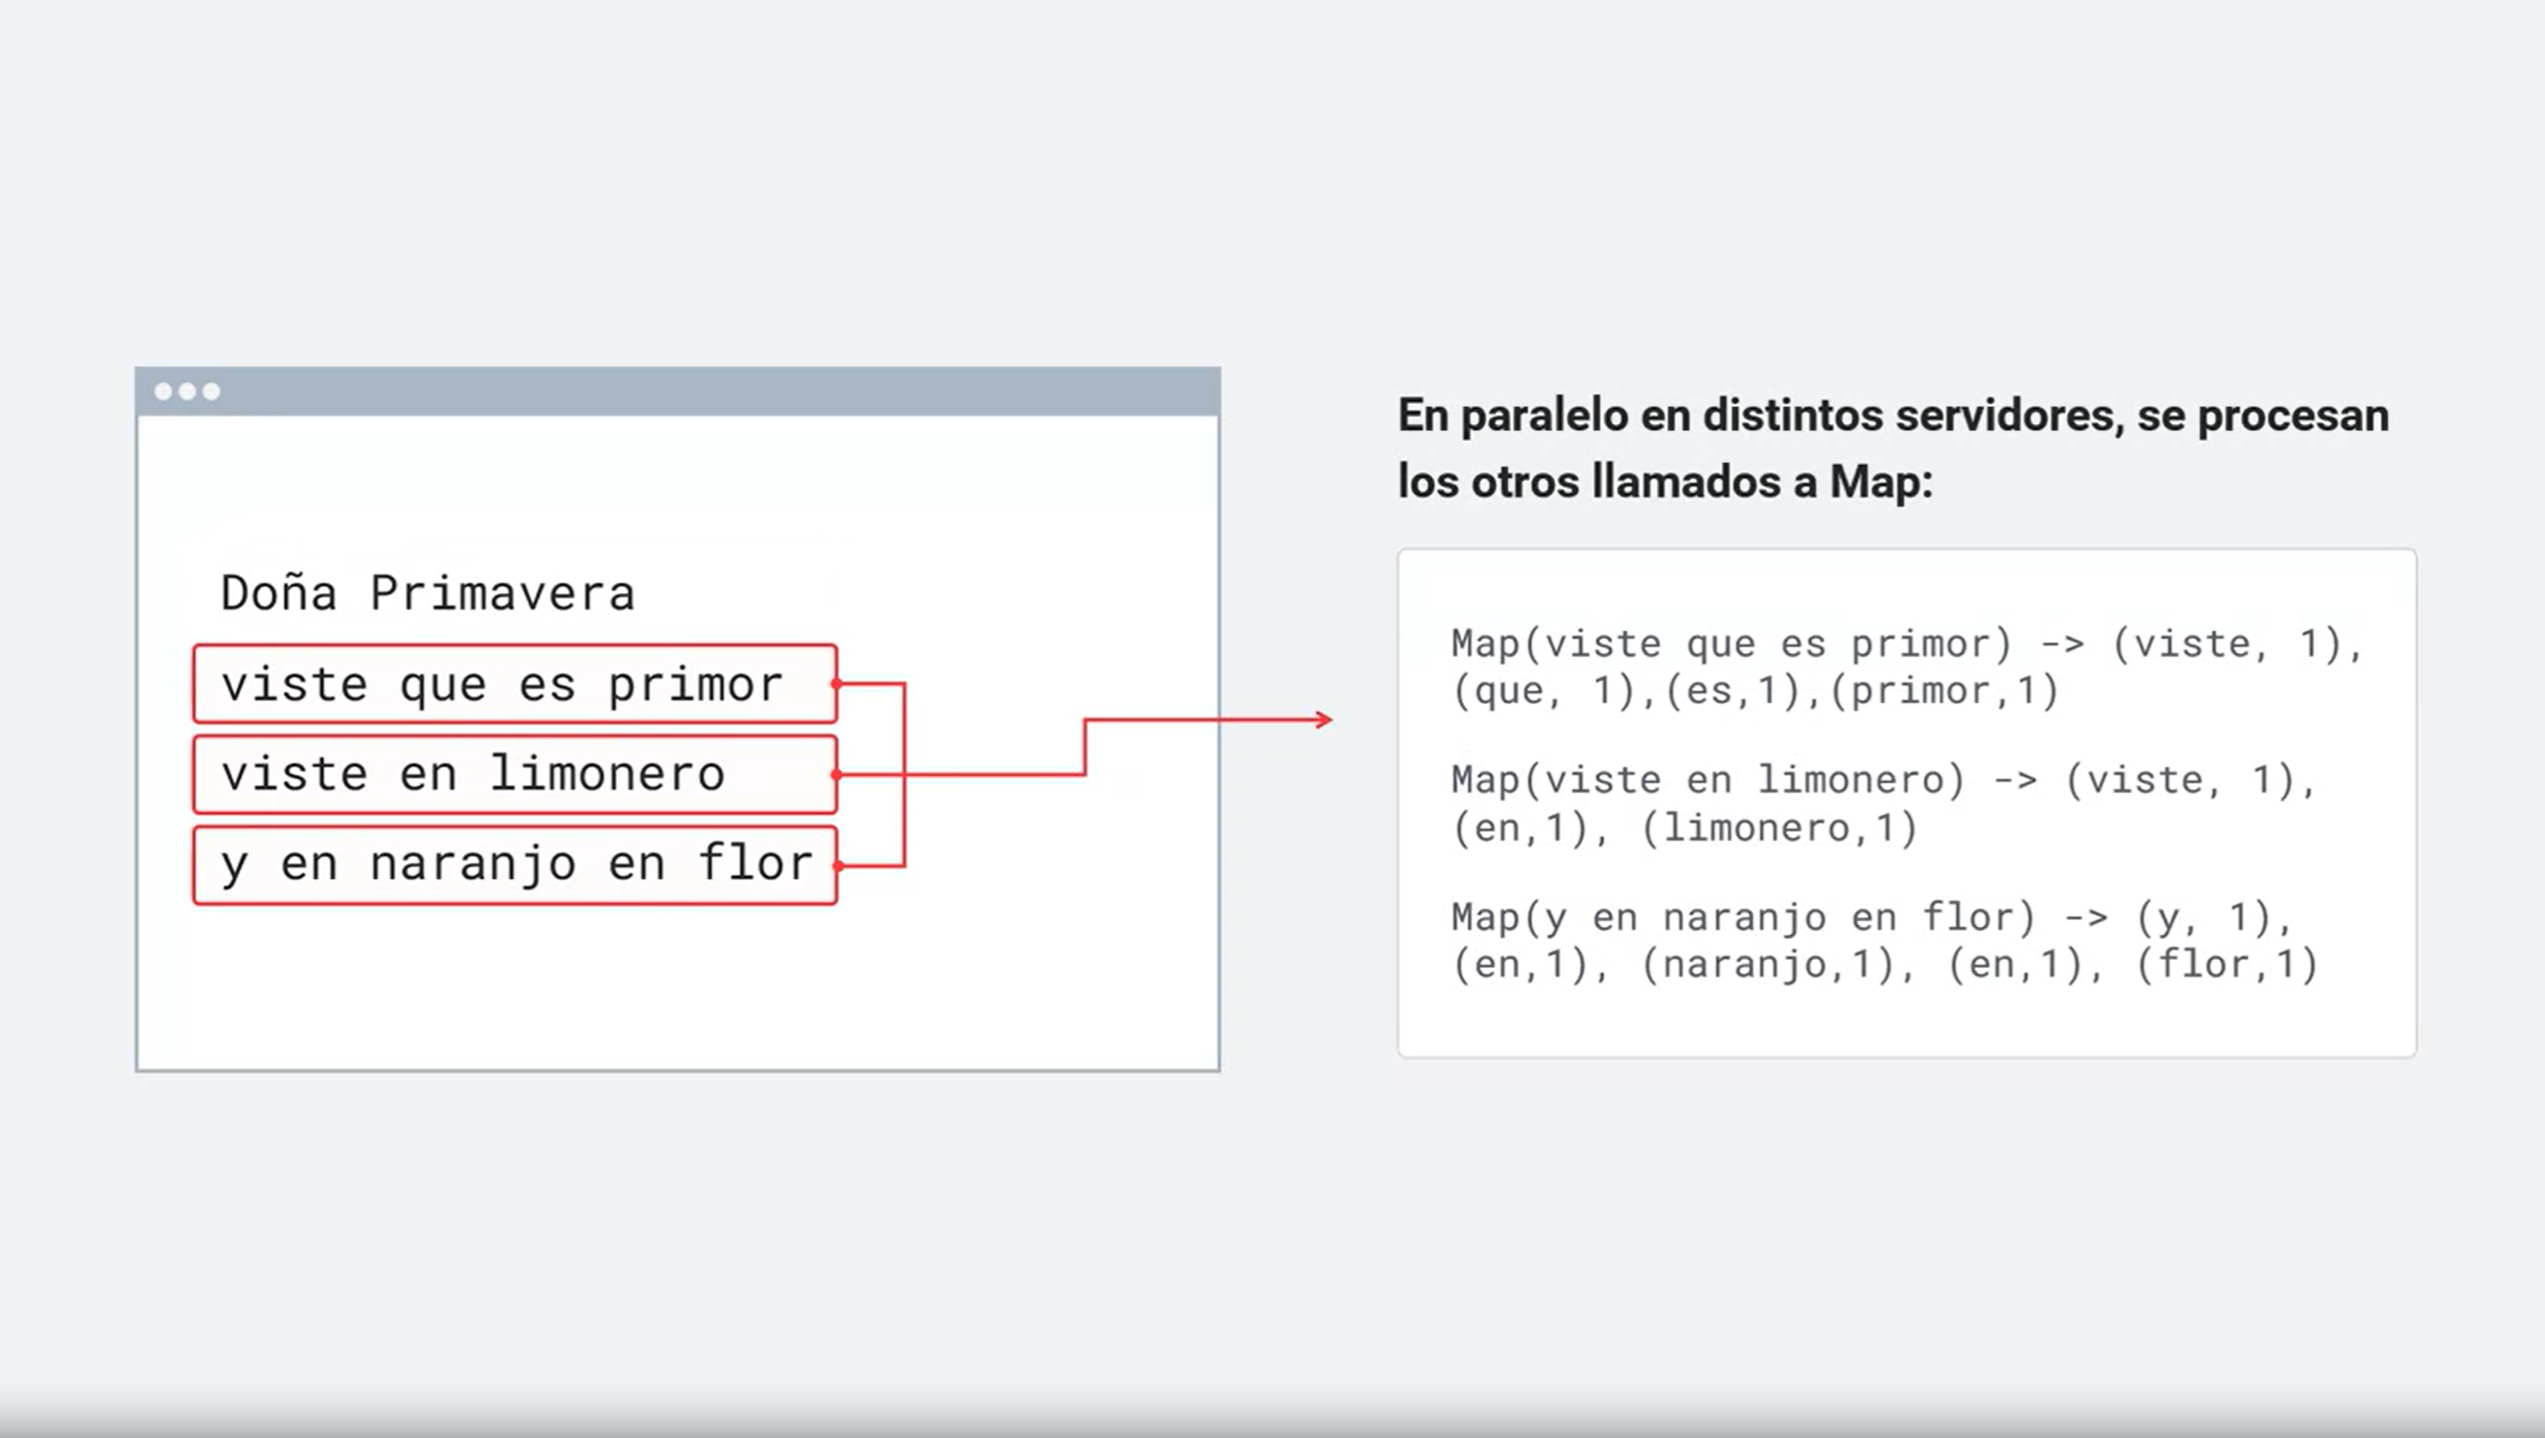 Doña Primavera
viste que es primor
viste en limonero
y en naranjo en flor
En paralelo en distintos servidores, se procesan
los otros llamados a Map:
Map(viste que es primor) -> (viste, 1),
(que, 1),(es,1),(primor,1)
Map(viste en limonero) -> (viste, 1),
(en,1), (limonero,1)
Map(y en naranjo en flor) -> (y, 1),
(en,1), (naranjo,1), (en,1), (flor,1)